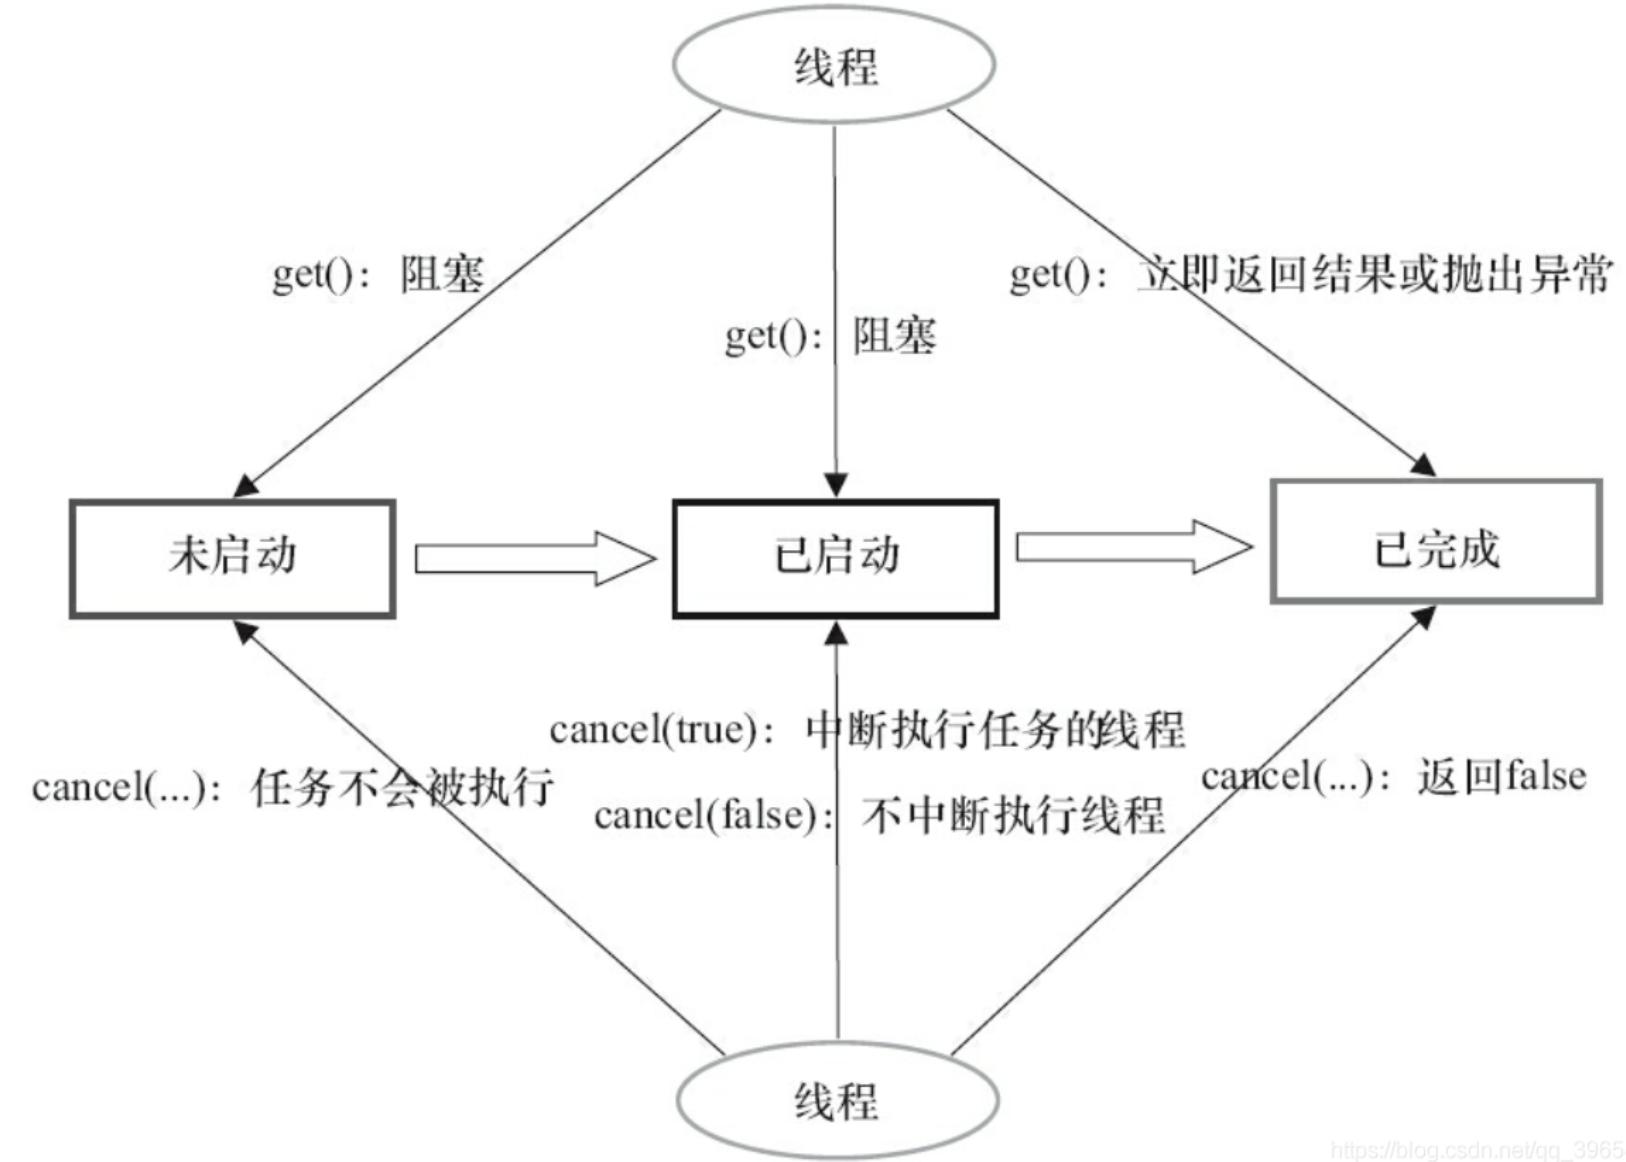 线程
get()：阻塞
get()：立即返回结果或抛出异常
get()：阻塞
未启动
已启动
已完成
cancel(true)：中断执行任务的线程
cancel(...)：任务不会被执行
cancel(...)：返回false
cancel(false)：不中断执行线程
线程
https://blog.csdn.net/qq_3965